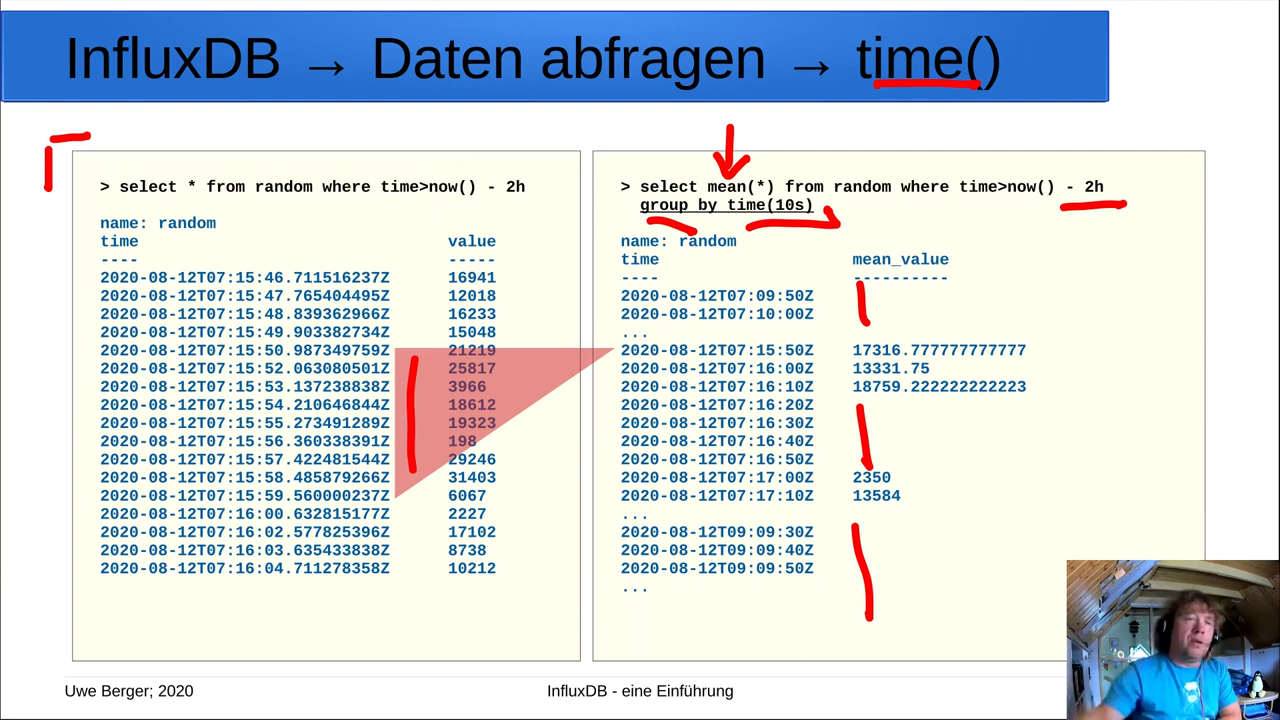 InfluxDB → Daten abfragen → time()
> select * from random where time>now() - 2h
name: random
time value
---- -----
2020-08-12T07:15:46.711516237Z 16941
2020-08-12T07:15:47.765404495Z 12018
2020-08-12T07:15:48.839362966Z 16233
2020-08-12T07:15:49.903382734Z 15048
2020-08-12T07:15:50.987349759Z 21219
2020-08-12T07:15:52.063080501Z 25817
2020-08-12T07:15:53.137238838Z 3966
2020-08-12T07:15:54.210646844Z 18612
2020-08-12T07:15:55.273491289Z 19323
2020-08-12T07:15:56.360338391Z 198
2020-08-12T07:15:57.422481544Z 29246
2020-08-12T07:15:58.485879266Z 31403
2020-08-12T07:15:59.560000237Z 6067
2020-08-12T07:16:00.632815177Z 2227
2020-08-12T07:16:02.577825396Z 17102
2020-08-12T07:16:03.635433838Z 8738
2020-08-12T07:16:04.711278358Z 10212
> select mean(*) from random where time>now() - 2h
group by time(10s)
name: random
time mean_value
---- ----------
2020-08-12T07:09:50Z
2020-08-12T07:10:00Z
...
2020-08-12T07:15:50Z 17316.777777777777
2020-08-12T07:16:00Z 13331.75
2020-08-12T07:16:10Z 18759.222222222223
2020-08-12T07:16:20Z
2020-08-12T07:16:30Z
2020-08-12T07:16:40Z
2020-08-12T07:16:50Z
2020-08-12T07:17:00Z 2350
2020-08-12T07:17:10Z 13584
...
2020-08-12T09:09:30Z
2020-08-12T09:09:40Z
2020-08-12T09:09:50Z
...
Uwe Berger; 2020
InfluxDB - eine Einführung